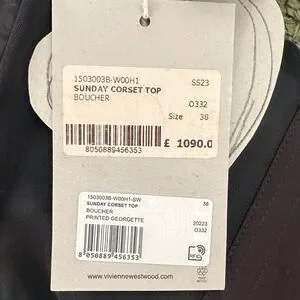 1503003B-W00H1 SS23
SUNDAY CORSET TOP
BOUCHER O332
Size 38
£ 1090.0
8050889456353
1503003B-W00H1-SW 38
SUNDAY CORSET TOP
BOUCHER 20223
PRINTED GEORGETTE O332
8 050889 456353
www.viviennewestwood.com